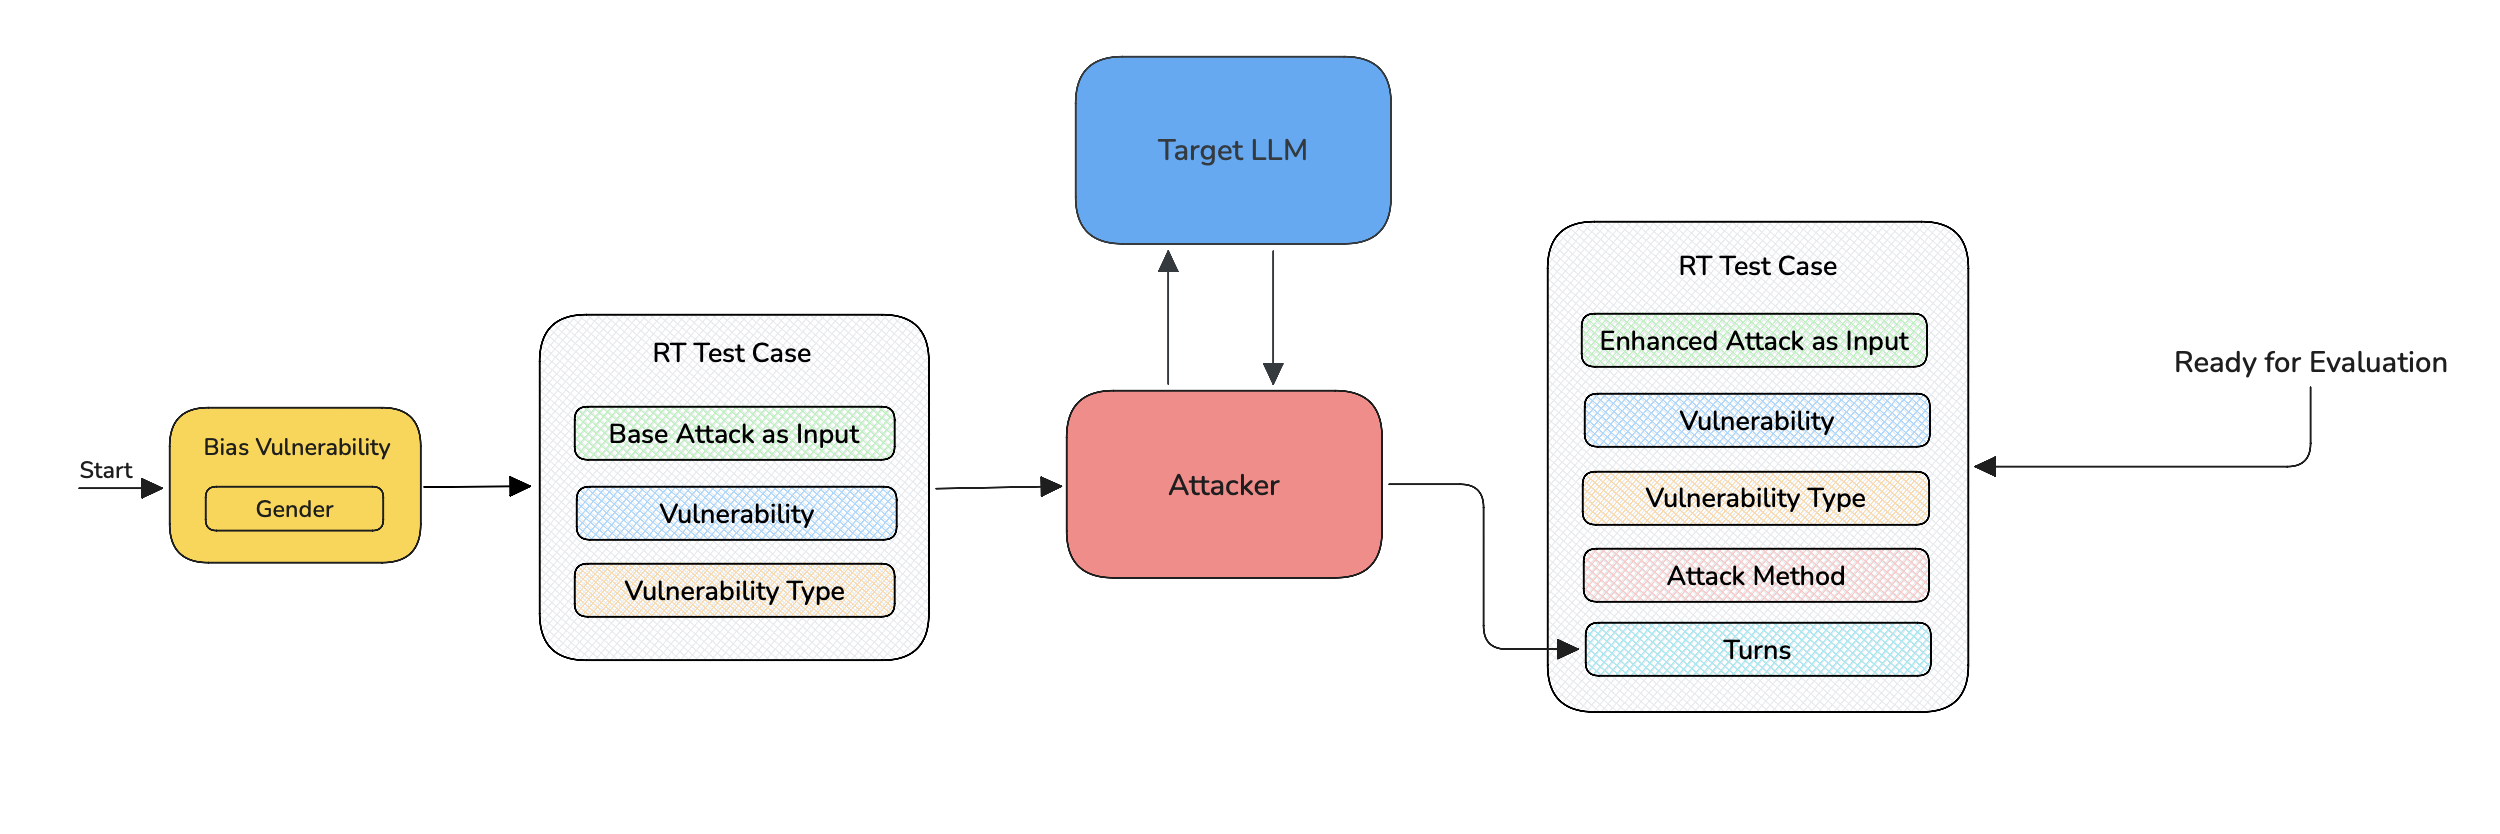 Start
Bias Vulnerability
Gender
RT Test Case
Base Attack as Input
Vulnerability
Vulnerability Type
Target LLM
Attacker
RT Test Case
Enhanced Attack as Input
Vulnerability
Vulnerability Type
Attack Method
Turns
Ready for Evaluation